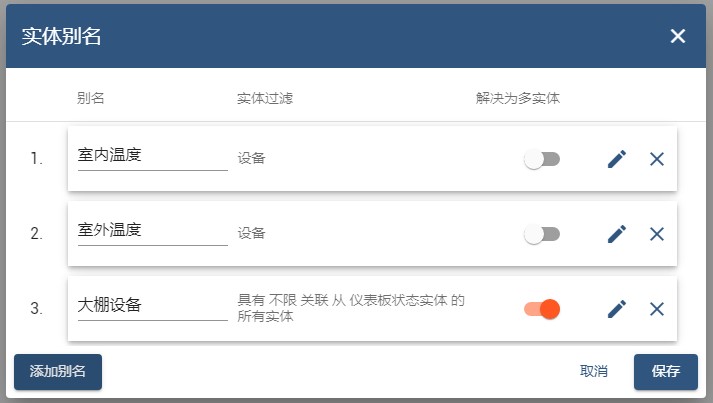 实体别名
别名 实体过滤 解决为多实体
1. 室内温度 设备
2. 室外温度 设备
3. 大棚设备 具有 不限 关联 从 仪表板状态实体 的
所有实体
添加别名 取消 保存